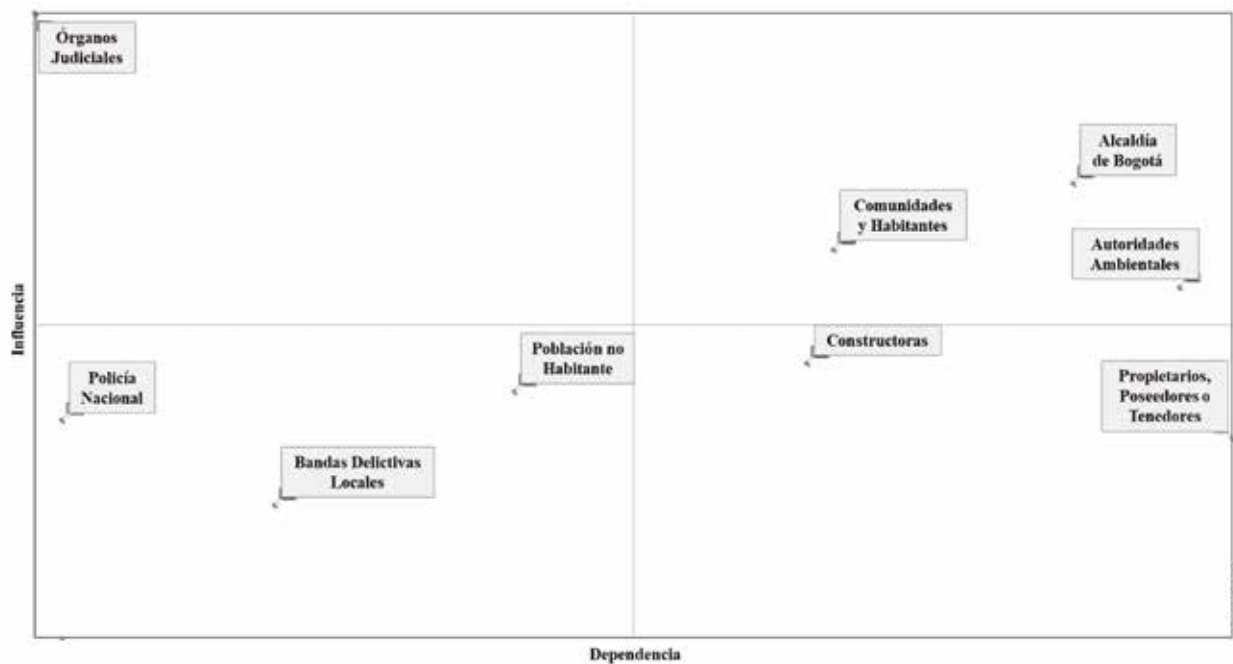 Órganos
Judiciales
Alcaldía
de Bogotá
Comunidades
y Habitantes
Autoridades
Ambientales
Influencia
Constructoras
Población no
Habitante
Policía
Nacional
Propietarios,
Poseedores o
Tenedores
Bandas Delictivas
Locales
Dependencia